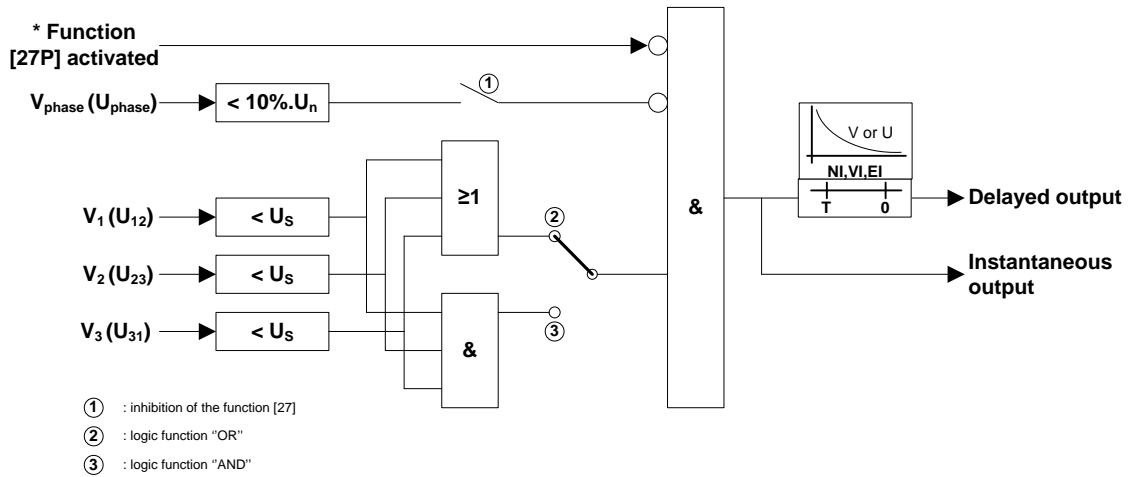 * Function
[27P] activated
①
Vphase (Uphase)
< 10%.Un
V or U
NI,VI,EI
T 0
≥1
V1 (U12)
< US
②
&
Delayed output
V2 (U23)
< US
Instantaneous
output
V3 (U31)
< US
③
&
① : inhibition of the function [27]
② : logic function “OR”
③ : logic function “AND”